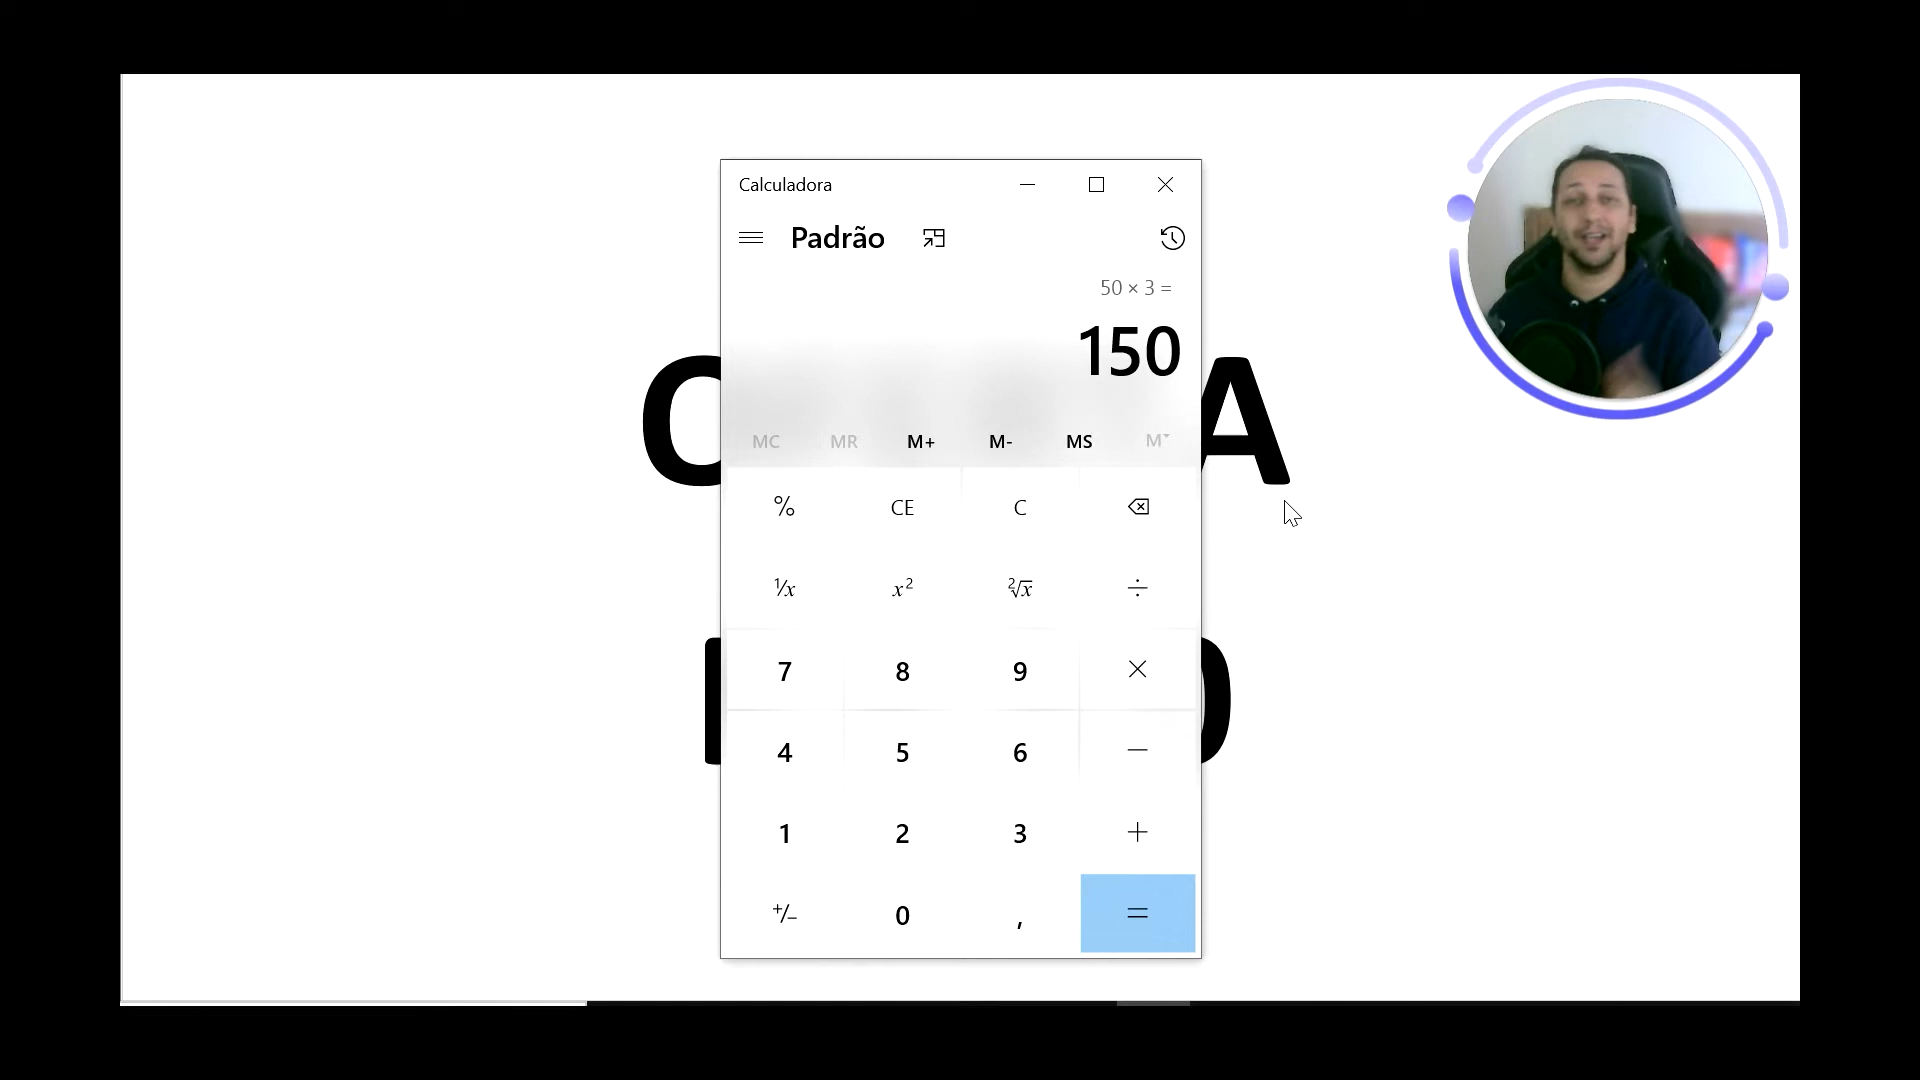 Calculadora
Padrão
50 × 3 =
150
MC MR M+ M- MS M
% CE C
⅟x x² ²√x ÷
7 8 9 ×
4 5 6 −
1 2 3 +
+/− 0 , =